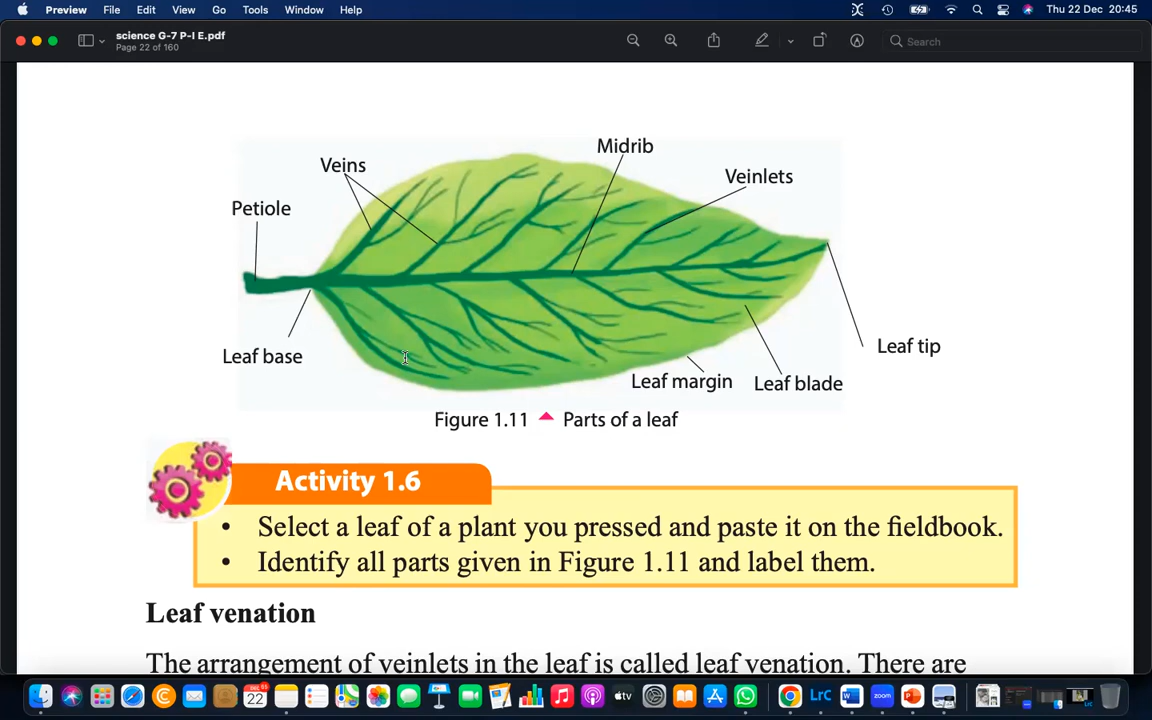 Preview File Edit View Go Tools Window Help Thu 22 Dec 20:45
science G-7 P-I E.pdf
Page 22 of 160
Search
Midrib
Veins
Veinlets
Petiole
Leaf base
Leaf tip
Leaf margin
Leaf blade
Figure 1.11 Parts of a leaf
Activity 1.6
• Select a leaf of a plant you pressed and paste it on the fieldbook.
• Identify all parts given in Figure 1.11 and label them.
Leaf venation
The arrangement of veinlets in the leaf is called leaf venation. There are
22
tv
LrC
W
zoom
P